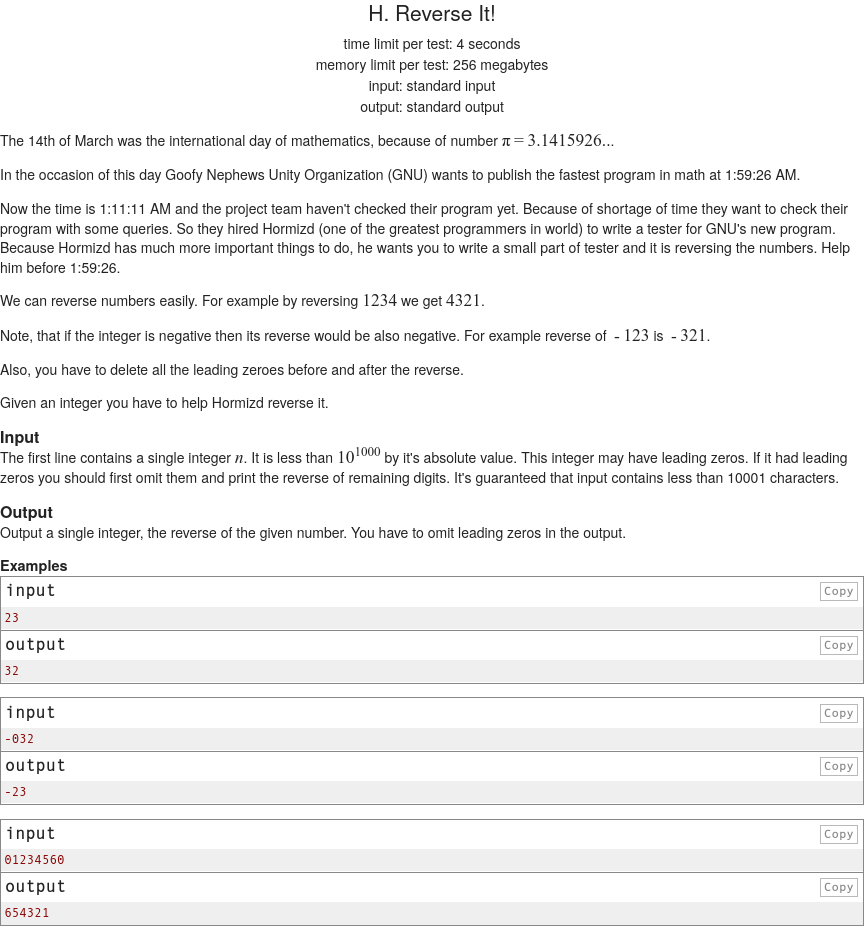 H. Reverse It!
time limit per test: 4 seconds
memory limit per test: 256 megabytes
input: standard input
output: standard output
The 14th of March was the international day of mathematics, because of number π = 3.1415926...
In the occasion of this day Goofy Nephews Unity Organization (GNU) wants to publish the fastest program in math at 1:59:26 AM.
Now the time is 1:11:11 AM and the project team haven't checked their program yet. Because of shortage of time they want to check their
program with some queries. So they hired Hormizd (one of the greatest programmers in world) to write a tester for GNU's new program.
Because Hormizd has much more important things to do, he wants you to write a small part of tester and it is reversing the numbers. Help
him before 1:59:26.
We can reverse numbers easily. For example by reversing 1234 we get 4321.
Note, that if the integer is negative then its reverse would be also negative. For example reverse of - 123 is - 321.
Also, you have to delete all the leading zeroes before and after the reverse.
Given an integer you have to help Hormizd reverse it.
Input
The first line contains a single integer n. It is less than 10^1000 by it's absolute value. This integer may have leading zeros. If it had leading
zeros you should first omit them and print the reverse of remaining digits. It's guaranteed that input contains less than 10001 characters.
Output
Output a single integer, the reverse of the given number. You have to omit leading zeros in the output.
Examples
input Copy
23
output Copy
32
input Copy
-032
output Copy
-23
input Copy
01234560
output Copy
654321